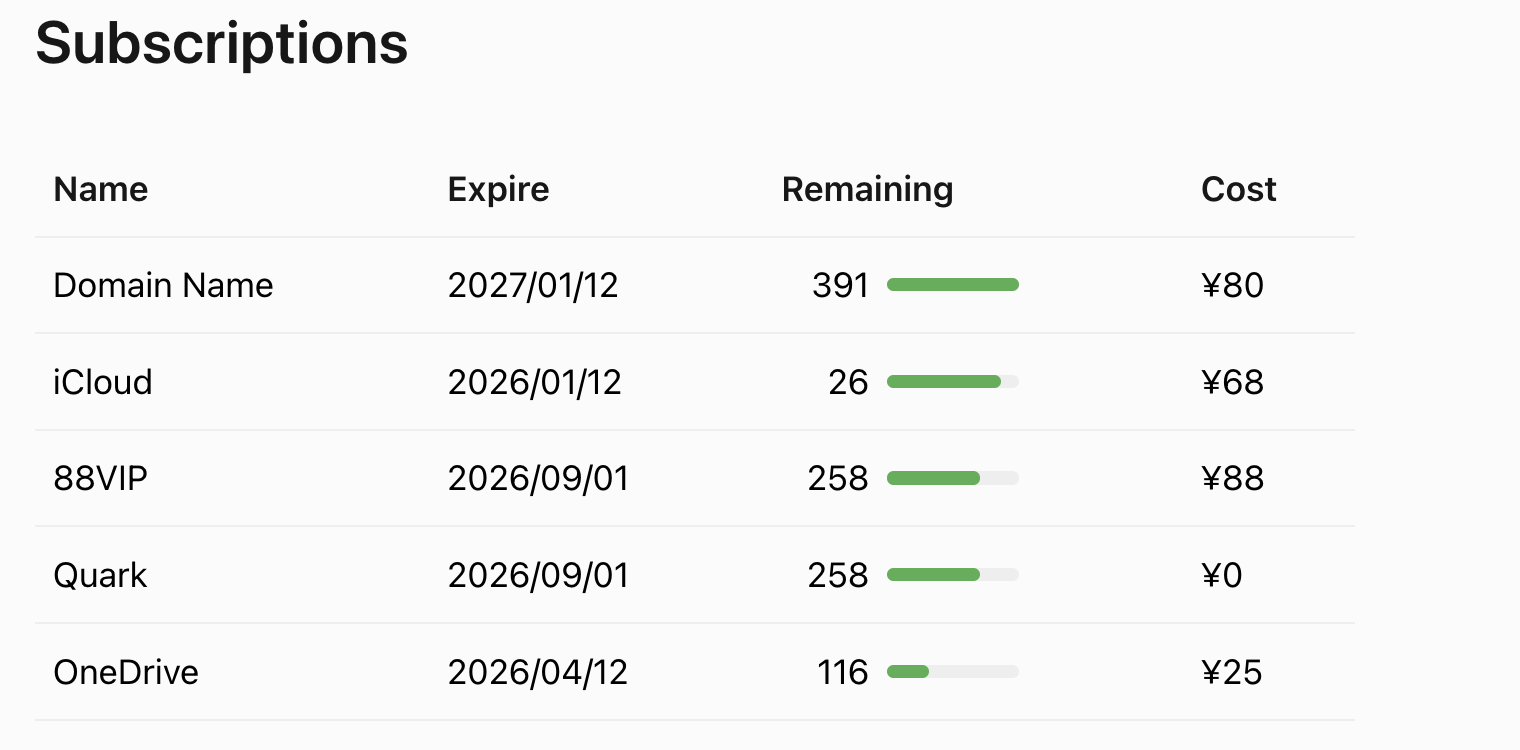 Subscriptions
Name Expire Remaining Cost
Domain Name 2027/01/12 391 ¥80
iCloud 2026/01/12 26 ¥68
88VIP 2026/09/01 258 ¥88
Quark 2026/09/01 258 ¥0
OneDrive 2026/04/12 116 ¥25